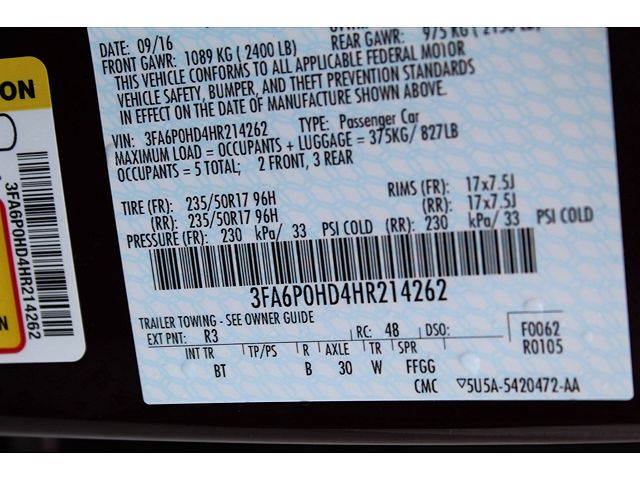 DATE: 09/16
FRONT GAWR: 1089 KG (2400 LB)
REAR GAWR: 975 KG (2150 LB)
THIS VEHICLE CONFORMS TO ALL APPLICABLE FEDERAL MOTOR
VEHICLE SAFETY, BUMPER, AND THEFT PREVENTION STANDARDS
IN EFFECT ON THE DATE OF MANUFACTURE SHOWN ABOVE.
VIN: 3FA6P0HD4HR214262 TYPE: Passenger Car
MAXIMUM LOAD = OCCUPANTS + LUGGAGE = 375KG/ 827LB
OCCUPANTS = 5 TOTAL; 2 FRONT, 3 REAR
TIRE (FR): 235/50R17 96H RIMS (FR): 17x7.5J
(RR): 235/50R17 96H (RR): 17x7.5J
PRESSURE (FR): 230 kPa/ 33 PSI COLD (RR): 230 kPa/ 33 PSI COLD
3FA6P0HD4HR214262
TRAILER TOWING - SEE OWNER GUIDE
EXT PNT: R3 RC: 48 DSO: F0062
R0105
INT TR TP/PS R AXLE TR SPR
BT B 30 W FFGG
CMC 5U5A-5420472-AA
ON
3FA6P0HD4HR214262